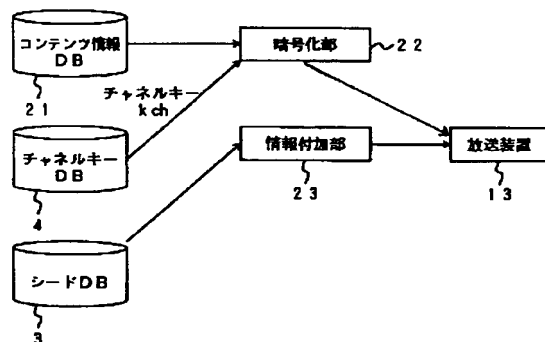 コンテンツ情報
DB
21
チャネルキー
kch
暗号化部
22
チャネルキー
DB
4
情報付加部
23
放送装置
13
シードDB
3